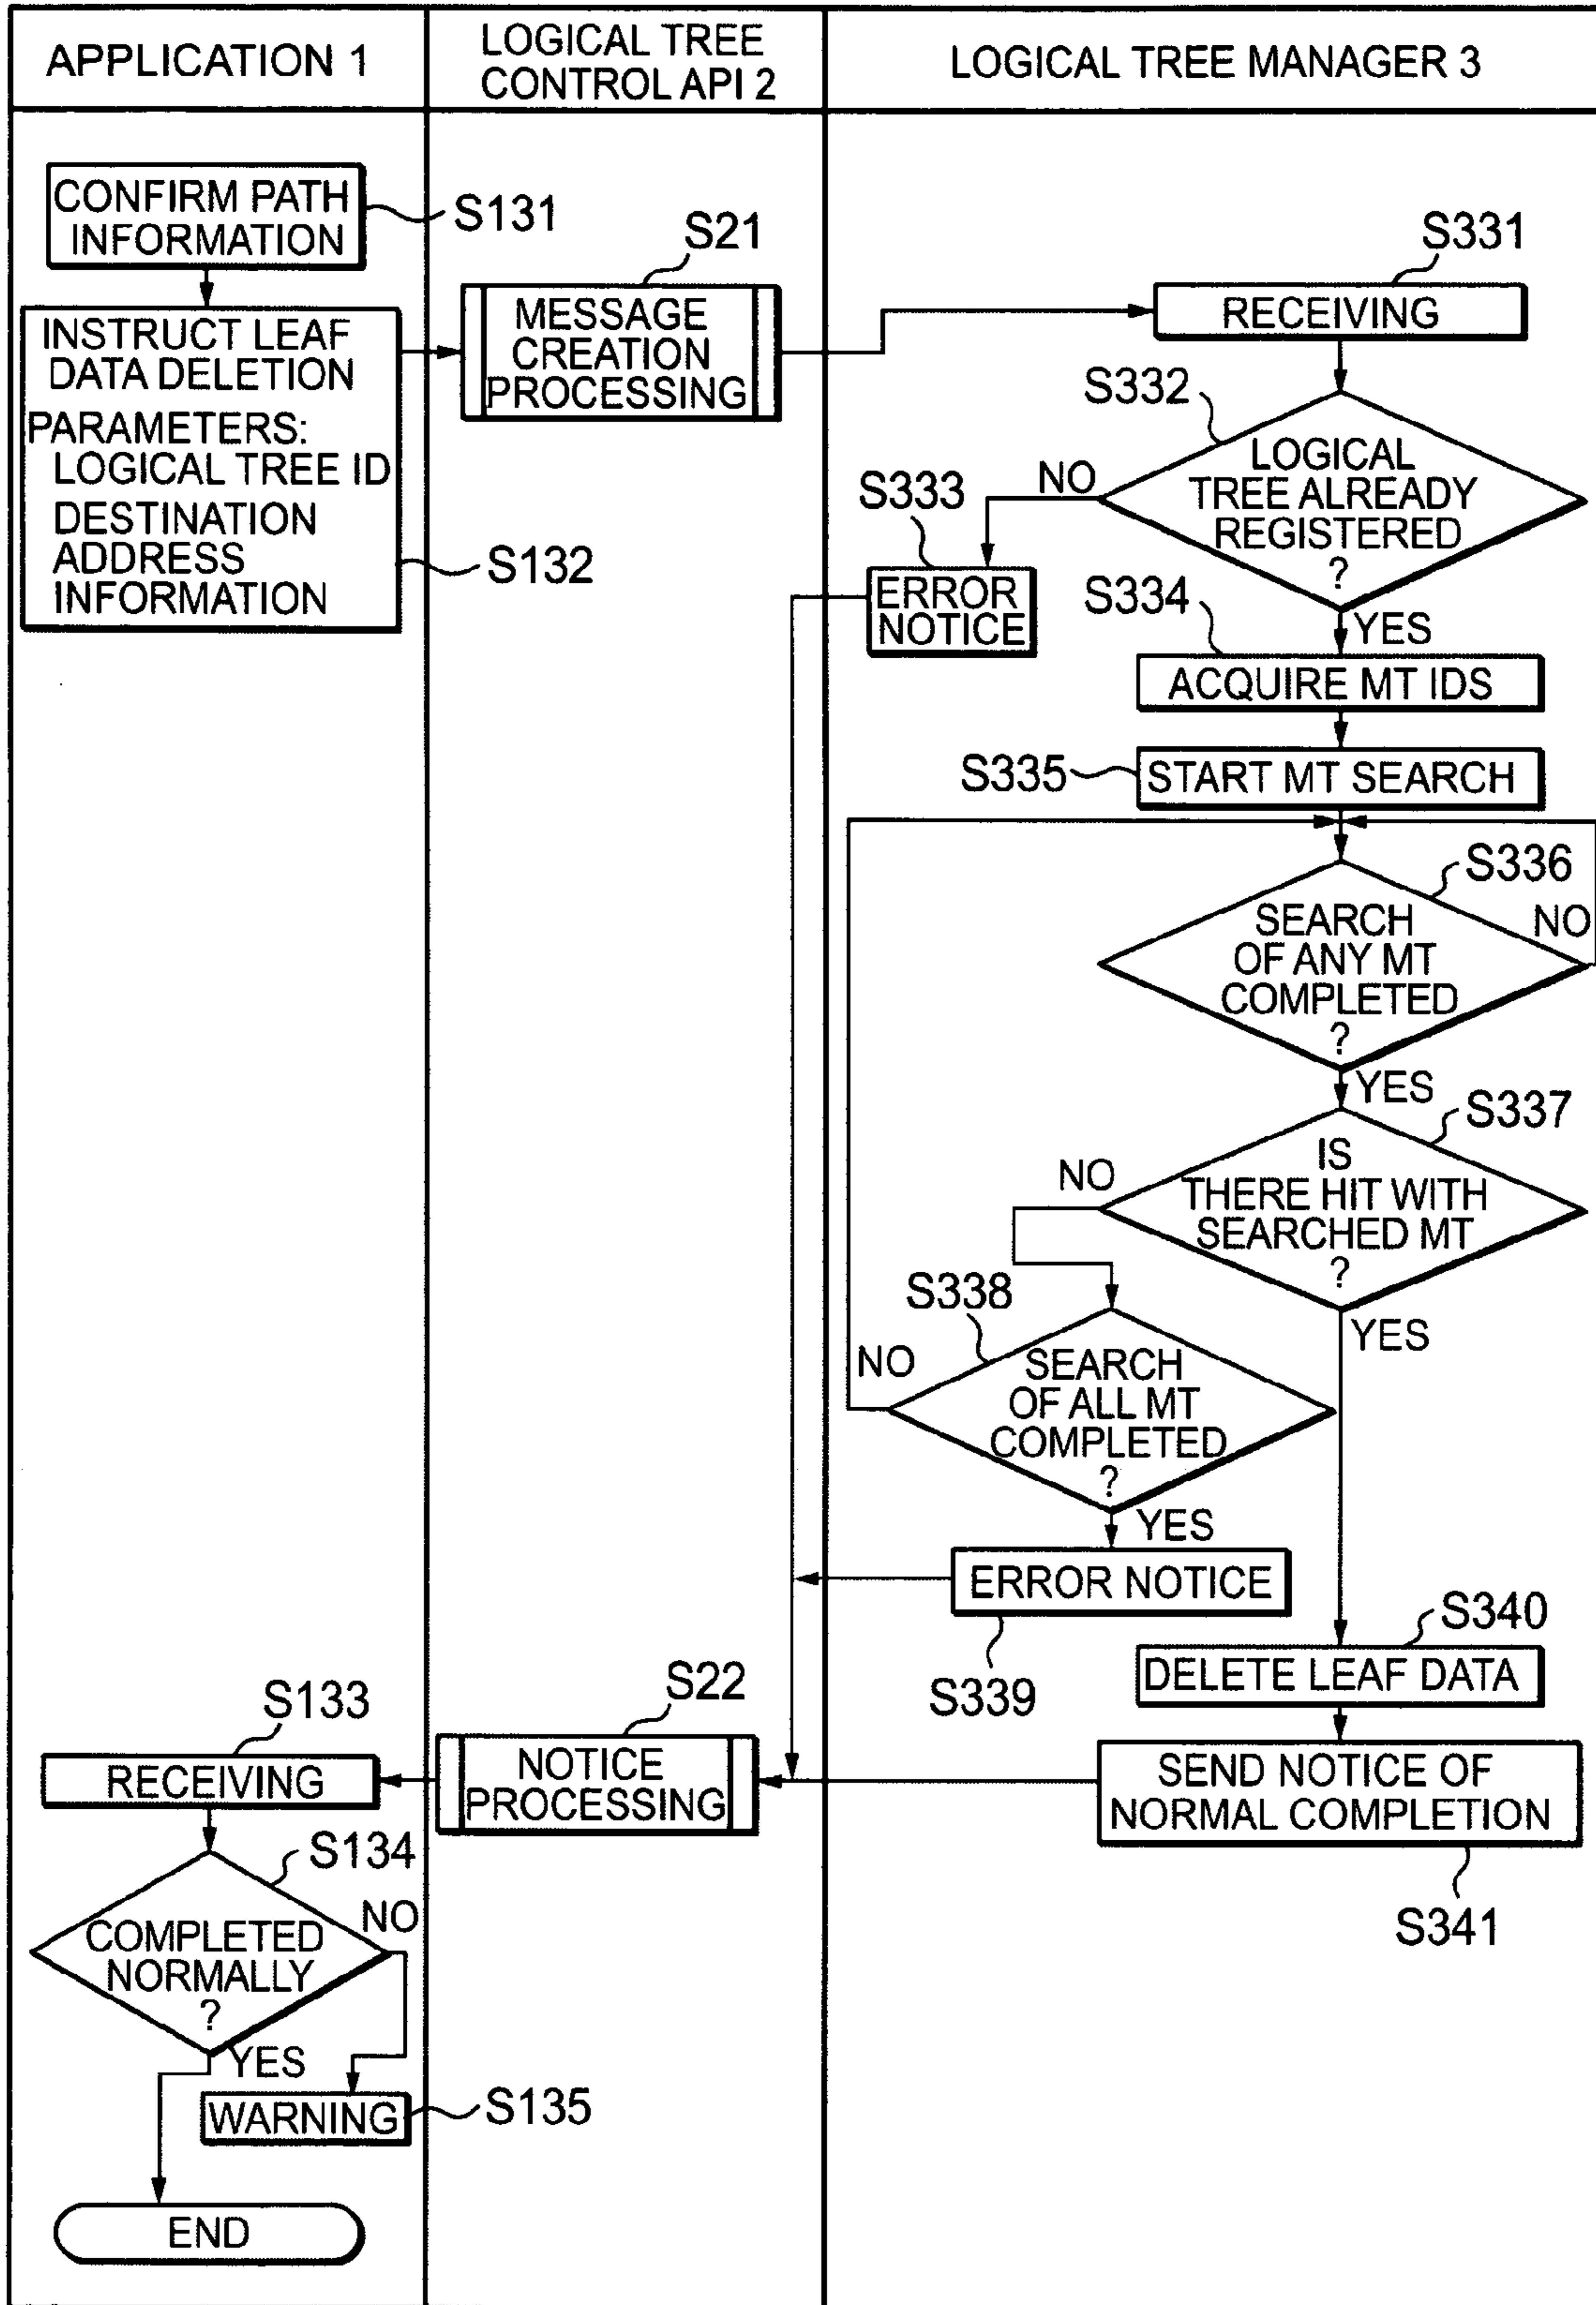 APPLICATION 1
LOGICAL TREE
CONTROL API 2
LOGICAL TREE MANAGER 3
CONFIRM PATH
INFORMATION
S131
INSTRUCT LEAF
DATA DELETION
PARAMETERS:
LOGICAL TREE ID
DESTINATION
ADDRESS
INFORMATION
S132
S21
MESSAGE
CREATION
PROCESSING
S331
RECEIVING
S332
LOGICAL
TREE ALREADY
REGISTERED
?
NO
S333
ERROR
NOTICE
YES
S334
ACQUIRE MT IDS
S335
START MT SEARCH
S336
SEARCH
OF ANY MT
COMPLETED
?
NO
YES
S337
IS
THERE HIT WITH
SEARCHED MT
?
NO
YES
S338
SEARCH
OF ALL MT
COMPLETED
?
NO
YES
ERROR NOTICE
S339
S340
DELETE LEAF DATA
SEND NOTICE OF
NORMAL COMPLETION
S341
S22
NOTICE
PROCESSING
S133
RECEIVING
S134
COMPLETED
NORMALLY
?
NO
YES
WARNING
S135
END